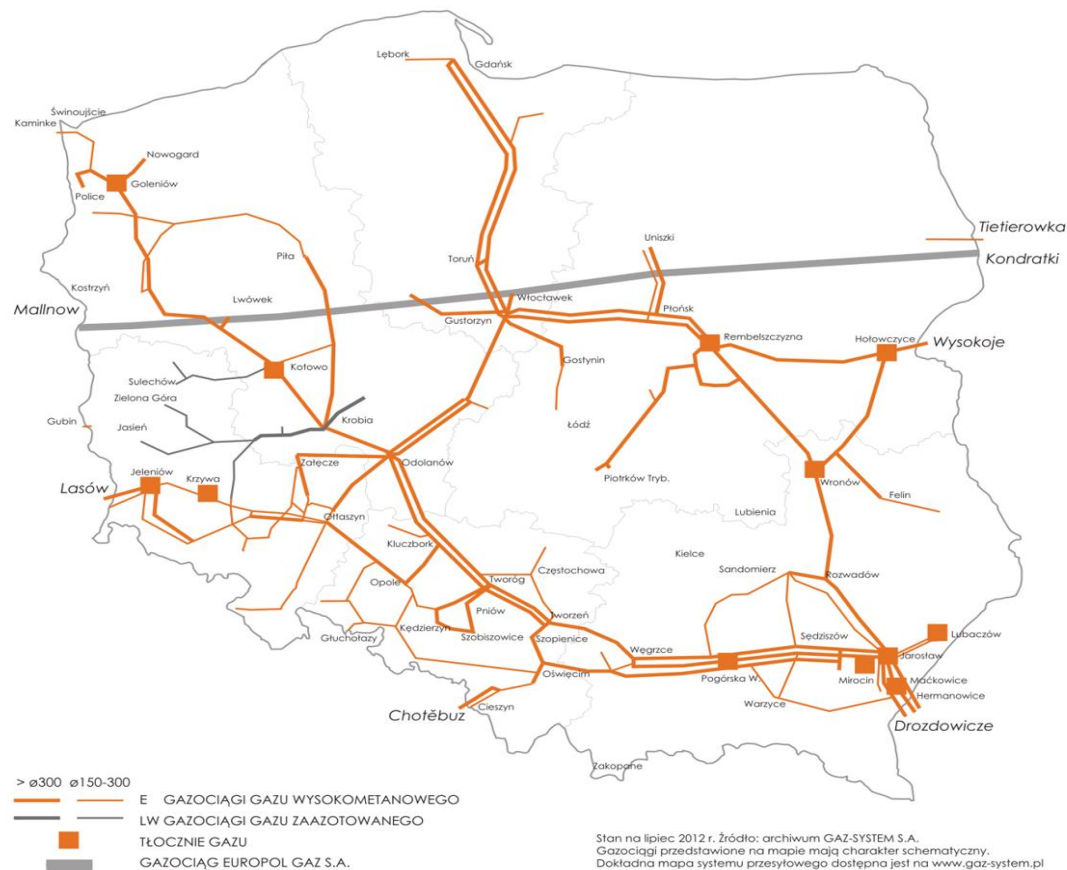 Lębork
Gdańsk
Świnoujście
Kaminke
Nowogard
Goleniów
Police
Tietierowka
Uniszki
Kondratki
Toruń
Piła
Kostrzyń
Włocławek
Lwówek
Mallnow
Płońsk
Gustorzyn
Rembelszczyzna
Hołowczyce
Wysokoje
Gostynin
Kotowo
Sulechów
Zielona Góra
Gubin
Jasień
Krobia
Łódź
Załęcze
Odolanów
Jeleniów
Krzywa
Piotrków Tryb.
Lasów
Wronów
Felin
Lubienia
Ołtaszyn
Kluczbork
Kielce
Sandomierz
Częstochowa
Rozwadów
Opole
Tworóg
Pniów
Tworzeń
Kędzierzyn
Szobiszowice
Szopienice
Głuchołazy
Sędziszów
Lubaczów
Węgrzce
Jarosław
Oświęcim
Pogórska W.
Mirocin
Maćkowice
Hermanowice
Cieszyn
Warzyce
Chotěbuz
Drozdowicze
Zakopane
> ø300 ø150-300
E GAZOCIĄGI GAZU WYSOKOMETANOWEGO
LW GAZOCIĄGI GAZU ZAAZOTOWANEGO
TŁOCZNIE GAZU
GAZOCIĄG EUROPOL GAZ S.A.
Stan na lipiec 2012 r. Źródło: archiwum GAZ-SYSTEM S.A.
Gazociągi przedstawione na mapie mają charakter schematyczny.
Dokładna mapa systemu przesyłowego dostępna jest na www.gaz-system.pl